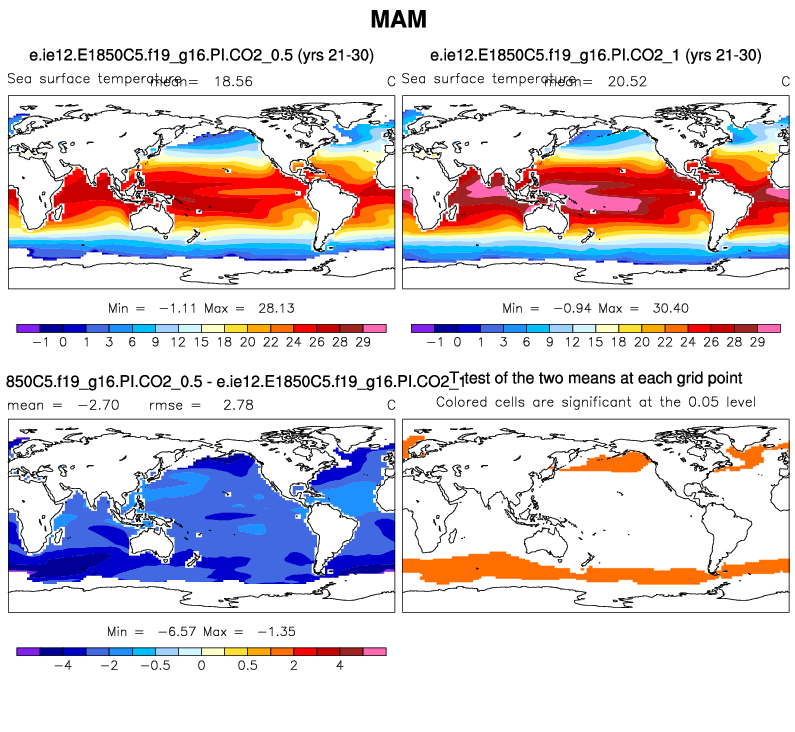 MAM
e.ie12.E1850C5.f19_g16.PI.CO2_0.5 (yrs 21-30)
Sea surface temperature mean= 18.56 C
e.ie12.E1850C5.f19_g16.PI.CO2_1 (yrs 21-30)
Sea surface temperature mean= 20.52 C
Min = −1.11 Max = 28.13
−1 0 1 3 6 9 12 15 18 20 22 24 26 28 29
Min = −0.94 Max = 30.40
−1 0 1 3 6 9 12 15 18 20 22 24 26 28 29
850C5.f19_g16.PI.CO2_0.5 - e.ie12.E1850C5.f19_g16.PI.CO2_1
mean = −2.70 rmse = 2.78 C
T-test of the two means at each grid point
Colored cells are significant at the 0.05 level
Min = −6.57 Max = −1.35
−4 −2 −0.5 0 0.5 2 4